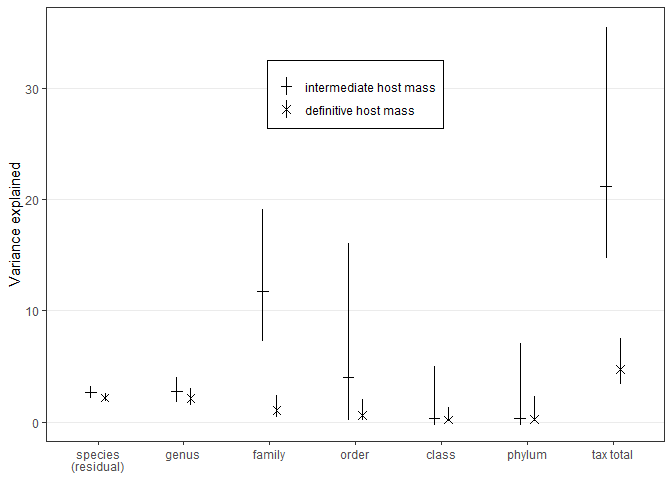 Variance explained
30
20
10
0
intermediate host mass
definitive host mass
species
(residual)
genus
family
order
class
phylum
tax total